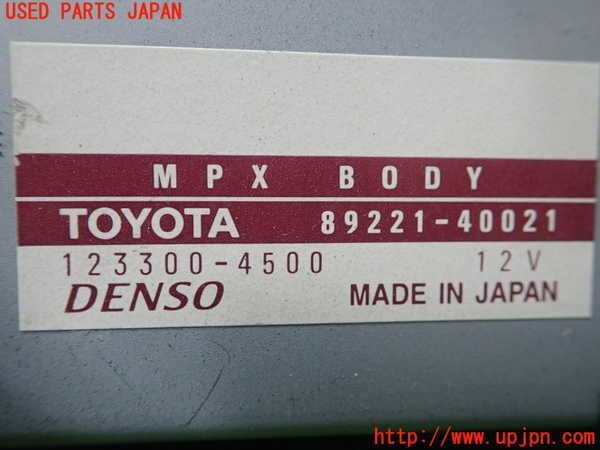 USED PARTS JAPAN
MPX BODY
TOYOTA 89221-40021
123300-4500 12V
DENSO MADE IN JAPAN
http://www.upjpn.com/